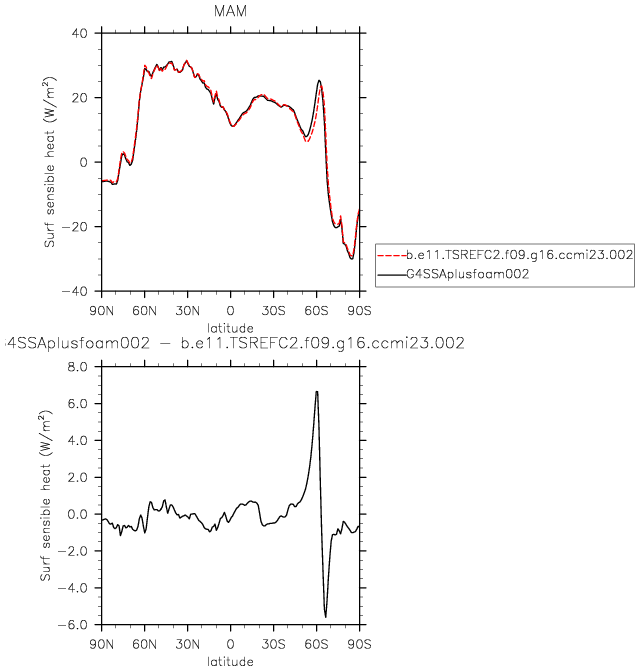 MAM
40
20
0
−20
−40
Surf sensible heat (W/m²)
90N 60N 30N 0 30S 60S 90S
latitude
b.e11.TSREFC2.f09.g16.ccmi23.002
G4SSAplusfoam002
4SSAplusfoam002 − b.e11.TSREFC2.f09.g16.ccmi23.002
8.0
6.0
4.0
2.0
0.0
−2.0
−4.0
−6.0
Surf sensible heat (W/m²)
90N 60N 30N 0 30S 60S 90S
latitude